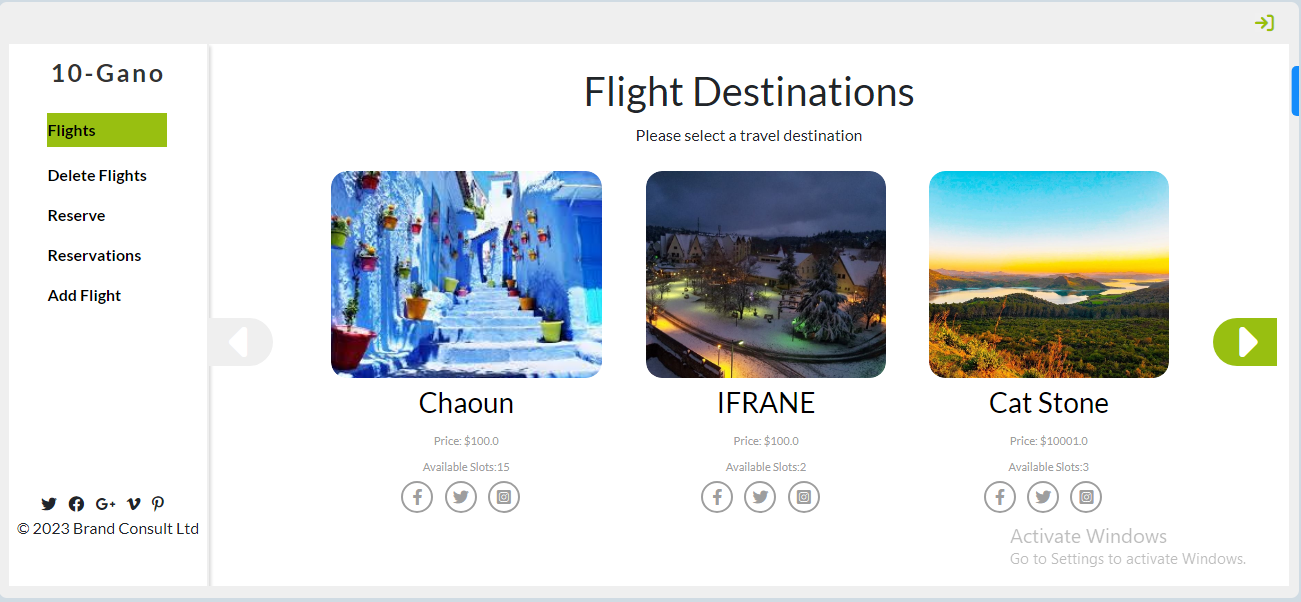 10-Gano
Flights
Delete Flights
Reserve
Reservations
Add Flight
© 2023 Brand Consult Ltd
Flight Destinations
Please select a travel destination
Chaoun
Price: $100.0
Available Slots:15
IFRANE
Price: $100.0
Available Slots:2
Cat Stone
Price: $10001.0
Available Slots:3
Activate Windows
Go to Settings to activate Windows.